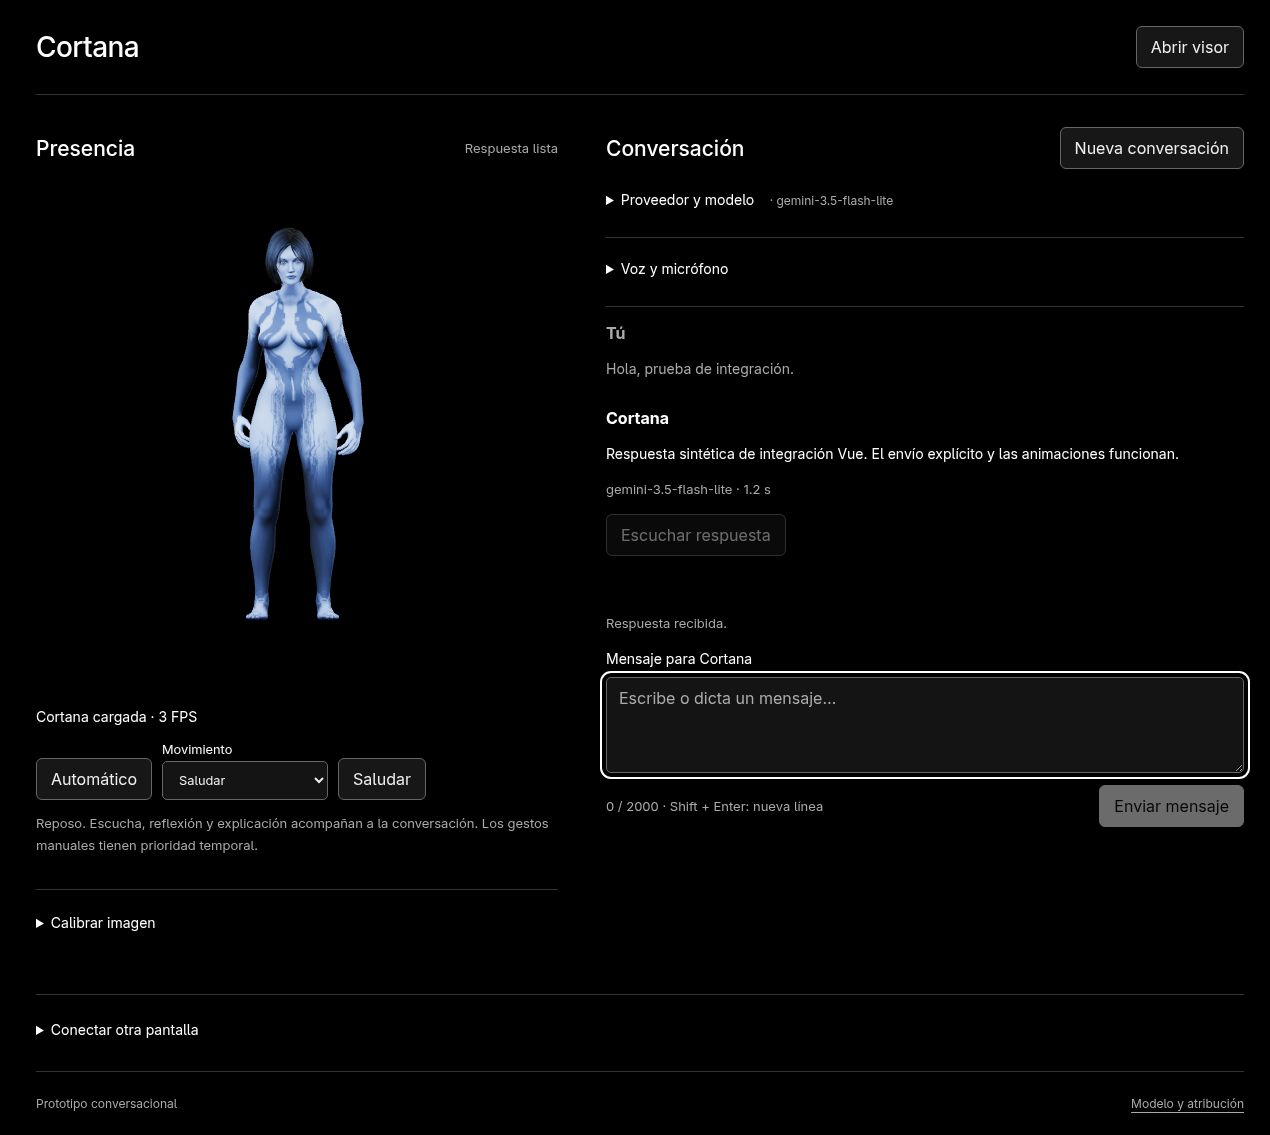 Cortana
Abrir visor
Presencia
Respuesta lista
Cortana cargada · 3 FPS
Automático
Movimiento
Saludar
Saludar
Reposo. Escucha, reflexión y explicación acompañan a la conversación. Los gestos
manuales tienen prioridad temporal.
Calibrar imagen
Conversación
Nueva conversación
Proveedor y modelo · gemini-3.5-flash-lite
Voz y micrófono
Tú
Hola, prueba de integración.
Cortana
Respuesta sintética de integración Vue. El envío explícito y las animaciones funcionan.
gemini-3.5-flash-lite · 1.2 s
Escuchar respuesta
Respuesta recibida.
Mensaje para Cortana
Escribe o dicta un mensaje...
0 / 2000 · Shift + Enter: nueva línea
Enviar mensaje
Conectar otra pantalla
Prototipo conversacional
Modelo y atribución